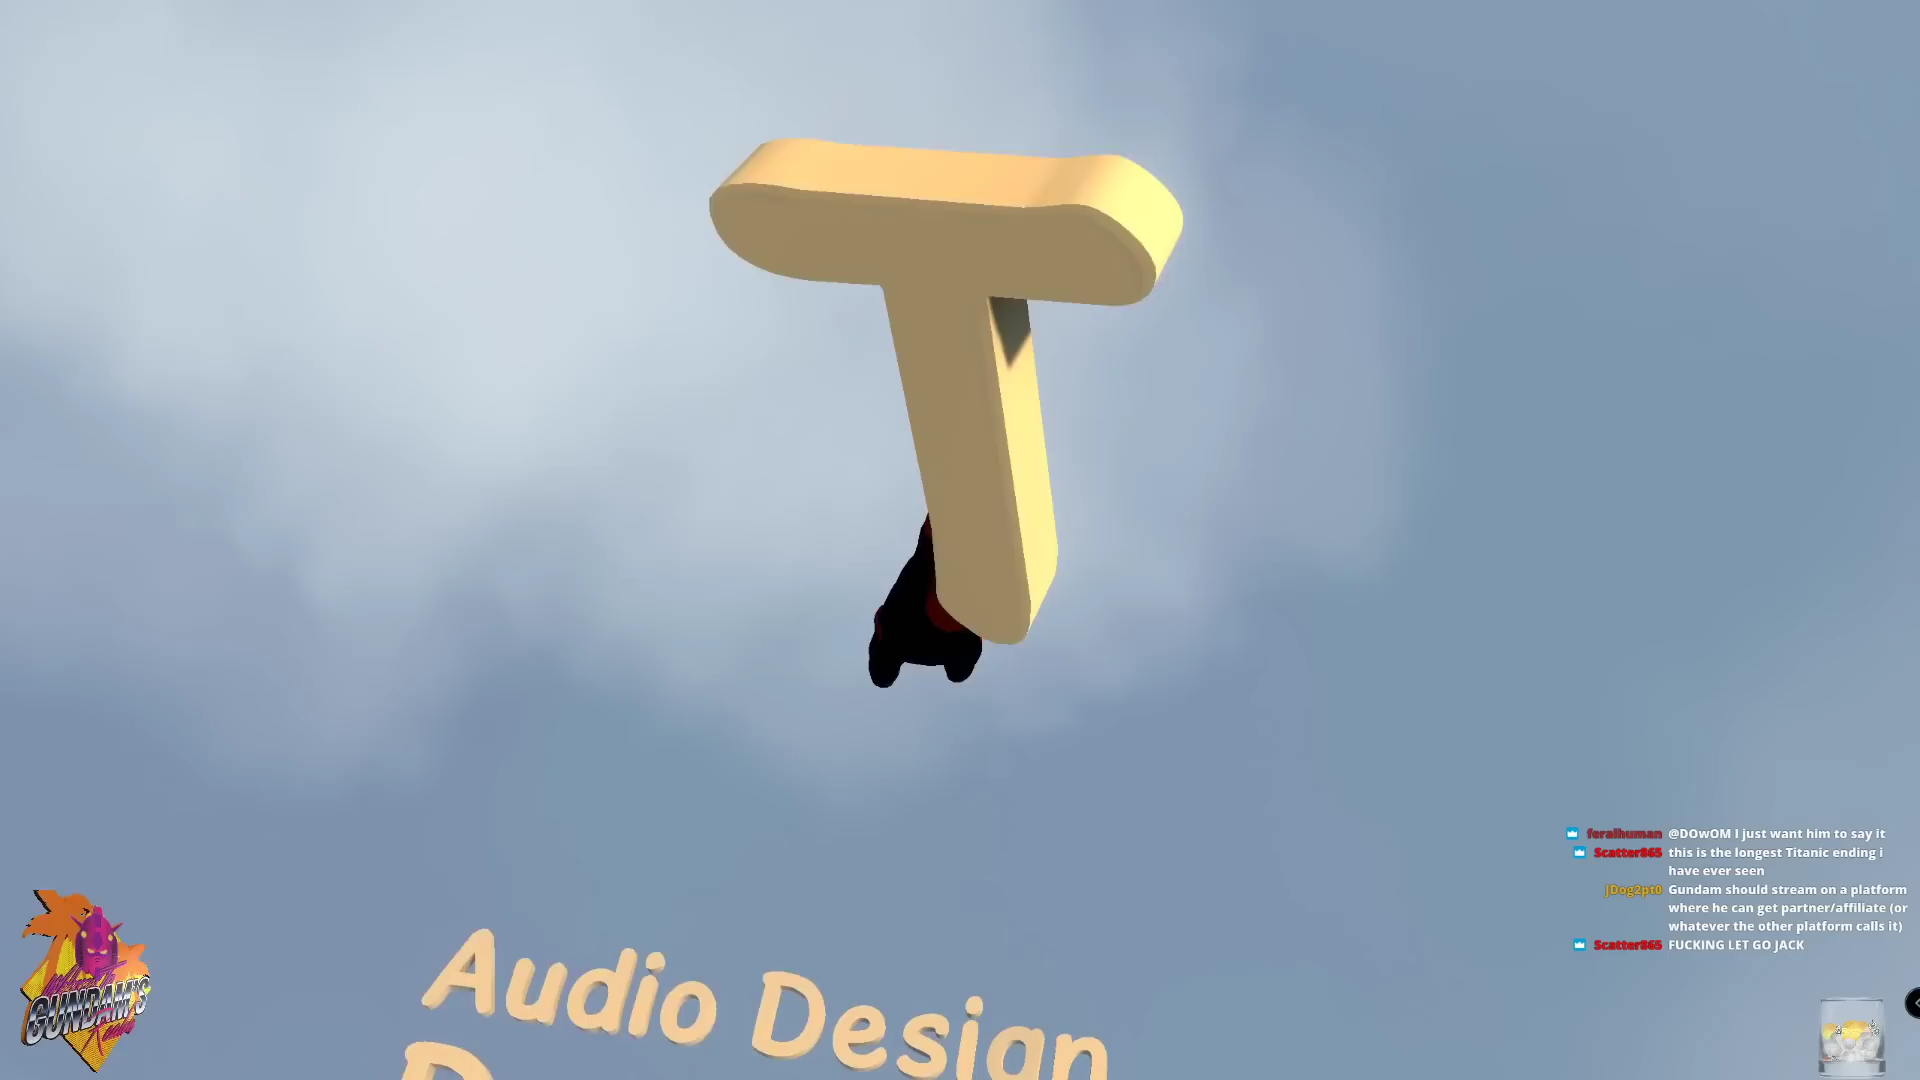 T
feralhuman @DOwOM I just want him to say it
Scatter865 this is the longest Titanic ending i
have ever seen
JDog2pt0 Gundam should stream on a platform
where he can get partner/affiliate (or
whatever the other platform calls it)
Scatter865 FUCKING LET GO JACK
Audio Design
GUNDAM'S